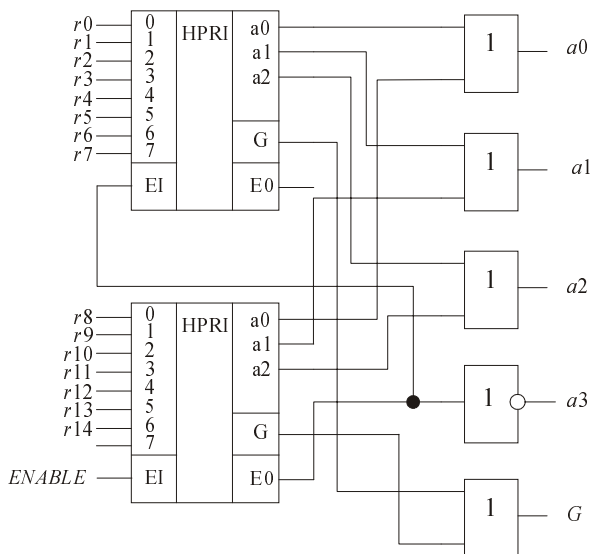 r0 0 HPRI a0 1 a0
r1 1 a1
r2 2 a2
r3 3
r4 4
r5 5
r6 6 G
r7 7
EI E0
1 a1
1 a2
r8 0 HPRI a0
r9 1 a1
r10 2 a2
r11 3
r12 4
r13 5
r14 6 G
7
ENABLE EI E0
1 a3
1 G